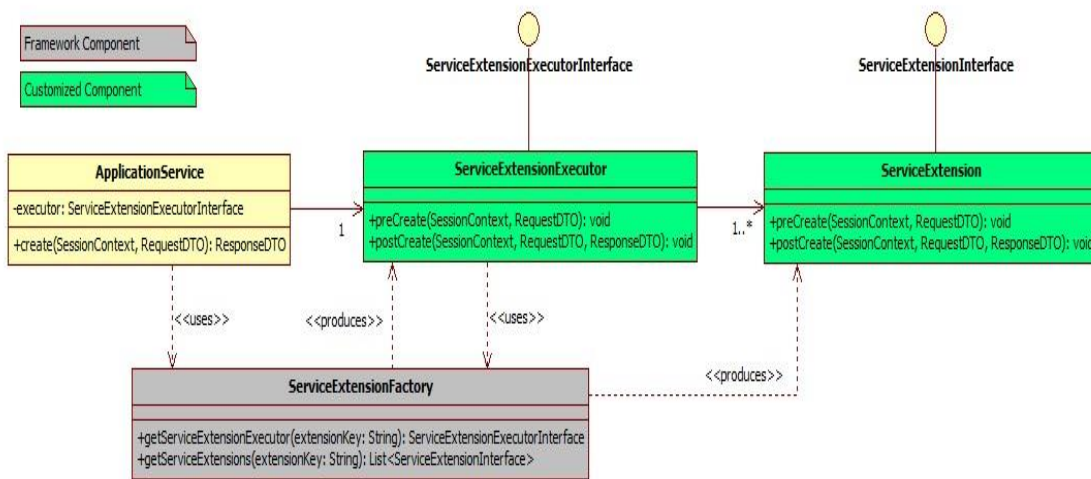 Framework Component
Customized Component
ServiceExtensionExecutorInterface
ServiceExtensionInterface
ApplicationService
-executor: ServiceExtensionExecutorInterface
+create(SessionContext, RequestDTO): ResponseDTO
1
ServiceExtensionExecutor
+preCreate(SessionContext, RequestDTO): void
+postCreate(SessionContext, RequestDTO, ResponseDTO): void
1..*
ServiceExtension
+preCreate(SessionContext, RequestDTO): void
+postCreate(SessionContext, RequestDTO, ResponseDTO): void
<<uses>>
<<produces>>
<<uses>>
<<produces>>
ServiceExtensionFactory
+getServiceExtensionExecutor(extensionKey: String): ServiceExtensionExecutorInterface
+getServiceExtensions(extensionKey: String): List<ServiceExtensionInterface>